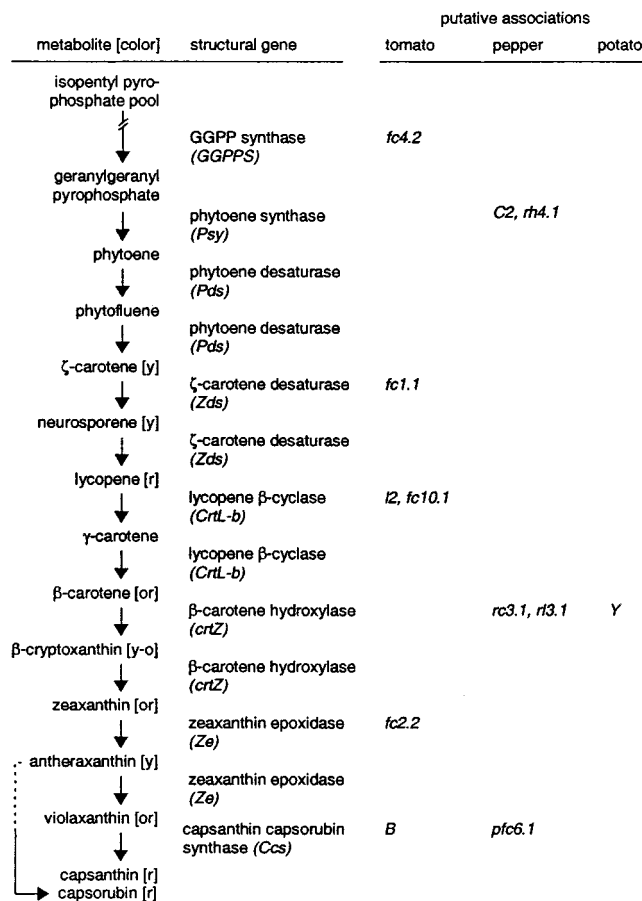 putative associations
metabolite [color] structural gene tomato pepper potato
isopentyl pyro-
phosphate pool
GGPP synthase fc4.2
(GGPPS)
geranylgeranyl
pyrophosphate
phytoene synthase C2, rh4.1
(Psy)
phytoene
phytoene desaturase
(Pds)
phytofluene
phytoene desaturase
(Pds)
ζ-carotene [y]
ζ-carotene desaturase fc1.1
(Zds)
neurosporene [y]
ζ-carotene desaturase
(Zds)
lycopene [r]
lycopene β-cyclase l2, fc10.1
(CrtL-b)
γ-carotene
lycopene β-cyclase
(CrtL-b)
β-carotene [or]
β-carotene hydroxylase rc3.1, rl3.1 Y
(crtZ)
β-cryptoxanthin [y-o]
β-carotene hydroxylase
(crtZ)
zeaxanthin [or]
zeaxanthin epoxidase fc2.2
(Ze)
antheraxanthin [y]
zeaxanthin epoxidase
(Ze)
violaxanthin [or]
capsanthin capsorubin B pfc6.1
synthase (Ccs)
capsanthin [r]
capsorubin [r]